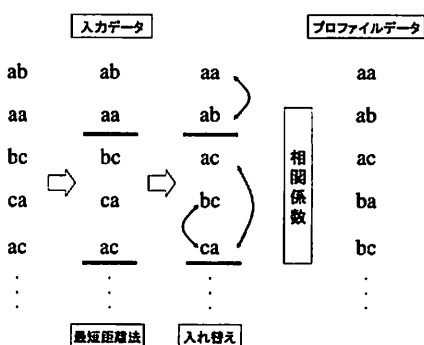 入力データ プロファイルデータ
ab ab aa aa
aa aa ab ab
bc bc ac ac
ca ca bc ba
ac ac ca bc
相関係数
最短距離法 入れ替え